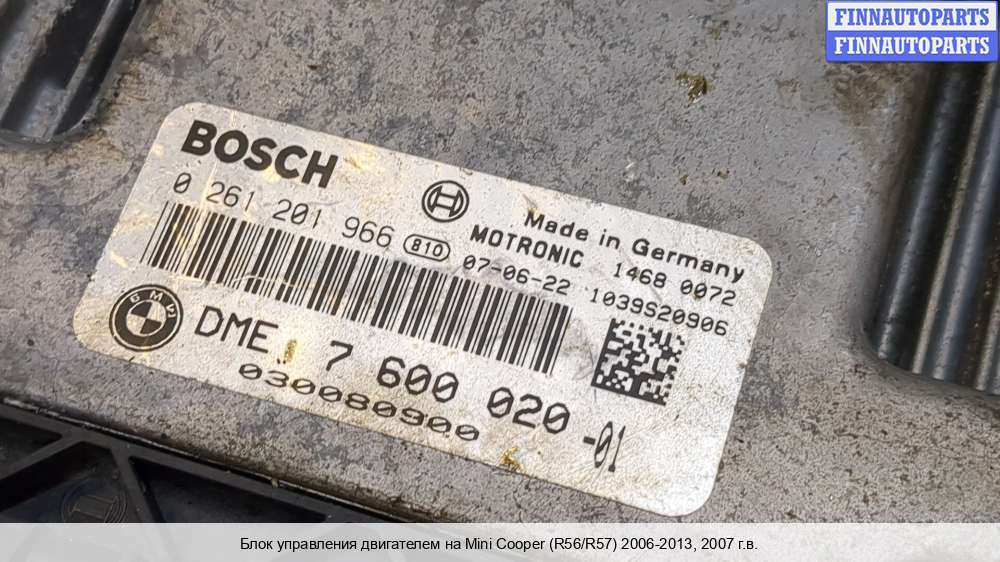 FINNAUTOPARTS
FINNAUTOPARTS
BOSCH
0 261 201 966 810
Made in Germany
MOTRONIC 1468 0072
07-06-22 1039S20906
BMW
DME 7 600 020 -01
030080900
Блок управления двигателем на Mini Cooper (R56/R57) 2006-2013, 2007 г.в.